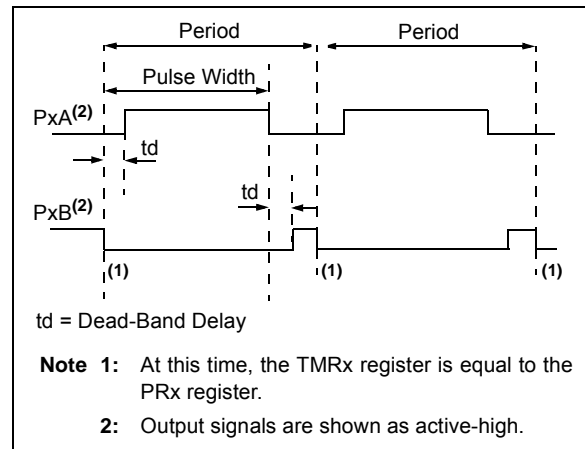 Period Period
Pulse Width
PxA(2)
td
td
PxB(2)
(1) (1) (1)
td = Dead-Band Delay
Note 1: At this time, the TMRx register is equal to the
PRx register.
2: Output signals are shown as active-high.